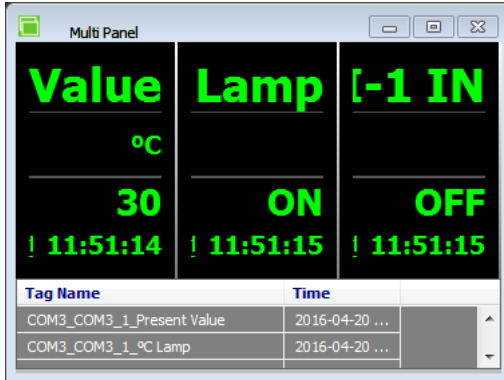 Multi Panel
Value Lamp I-1 IN
ºC
30 ON OFF
11:51:14 11:51:15 11:51:15
Tag Name Time
COM3_COM3_1_Present Value 2016-04-20 ...
COM3_COM3_1_ºC Lamp 2016-04-20 ...